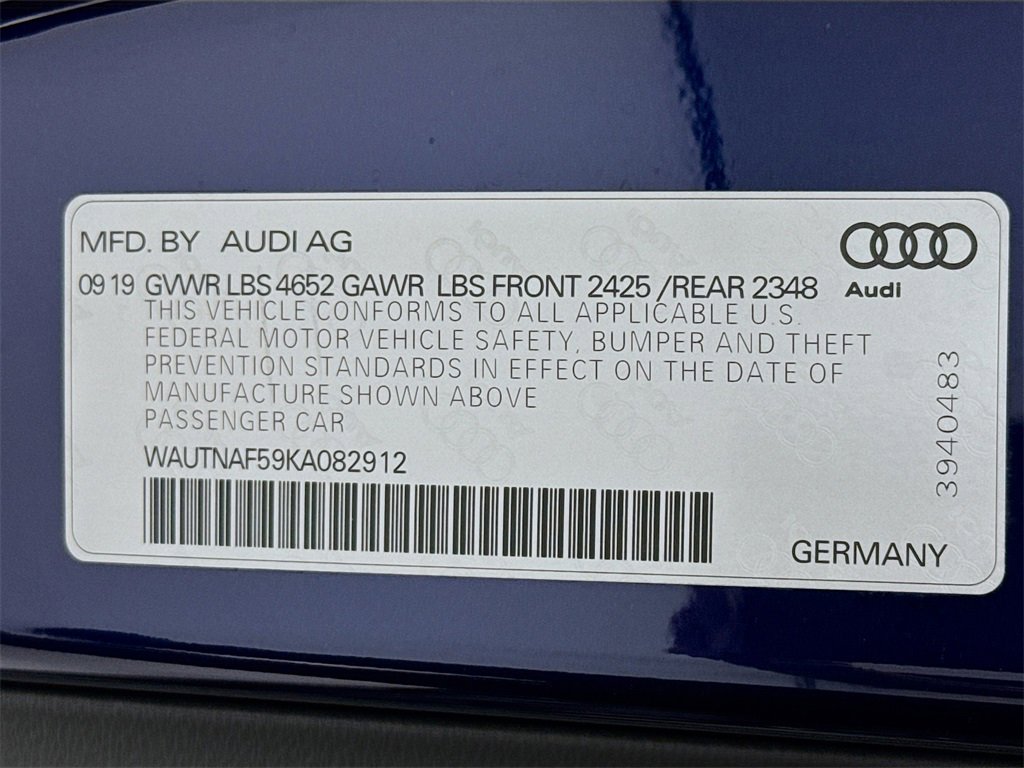 MFD. BY AUDI AG
09 19 GVWR LBS 4652 GAWR LBS FRONT 2425 /REAR 2348
Audi
THIS VEHICLE CONFORMS TO ALL APPLICABLE U.S.
FEDERAL MOTOR VEHICLE SAFETY, BUMPER AND THEFT
PREVENTION STANDARDS IN EFFECT ON THE DATE OF
MANUFACTURE SHOWN ABOVE
PASSENGER CAR
WAUTNAF59KA082912
3940483
GERMANY